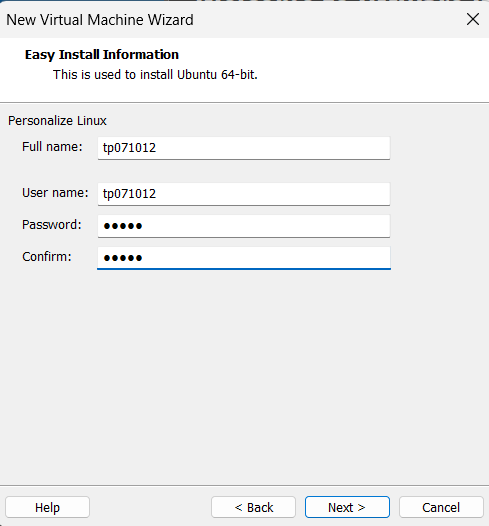 New Virtual Machine Wizard
Easy Install Information
This is used to install Ubuntu 64-bit.
Personalize Linux
Full name: tp071012
User name: tp071012
Password: ●●●●●
Confirm: ●●●●●
Help < Back Next > Cancel